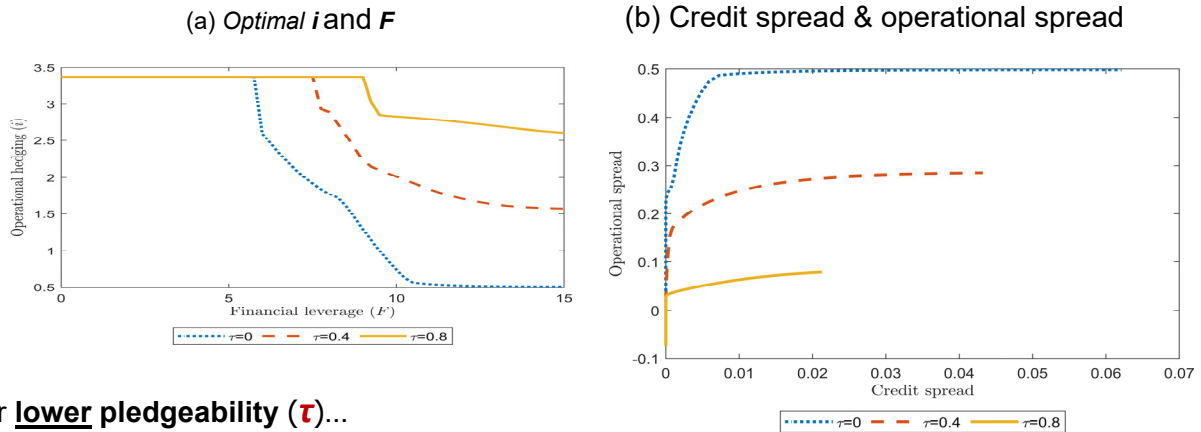 (a) Optimal i and F
(b) Credit spread & operational spread
3.5
3
2.5
2
1.5
1
0.5
Operational hedging (i)
0
5
10
15
Financial leverage (F)
τ=0
τ=0.4
τ=0.8
0.5
0.4
0.3
0.2
0.1
0
-0.1
Operational spread
0
0.01
0.02
0.03
0.04
0.05
0.06
0.07
Credit spread
τ=0
τ=0.4
τ=0.8
r lower pledgeability (τ)...